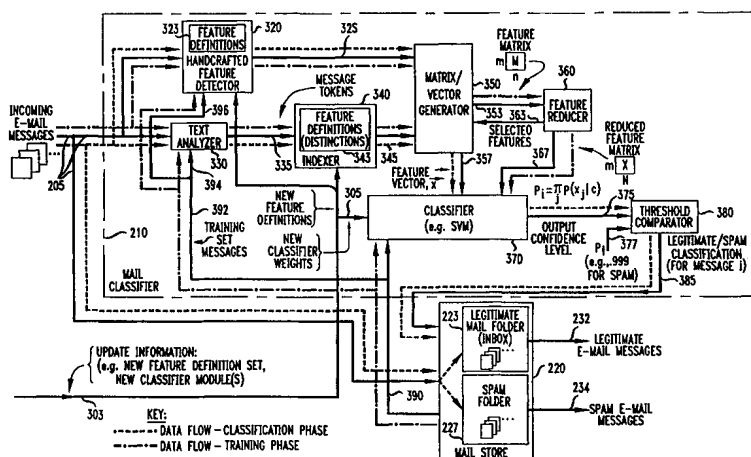 323
FEATURE
DEFINITIONS
HANDCRAFTED
FEATURE
DETECTOR
320
325
FEATURE
MATRIX
m M
n
MATRIX/
VECTOR
GENERATOR
350
353
363
SELECTED
FEATURES
360
FEATURE
REDUCER
MESSAGE
TOKENS
340
FEATURE
DEFINITIONS
(DISTINCTIONS)
343
INDEXER
345
INCOMING
E-MAIL
MESSAGES
205
396
TEXT
ANALYZER
330
335
394
392
357
367
REDUCED
FEATURE
MATRIX
m X
N
FEATURE
VECTOR, x
210
TRAINING
SET
MESSAGES
MAIL
CLASSIFIER
NEW
FEATURE
DEFINITIONS
305
NEW
CLASSIFIER
WEIGHTS
CLASSIFIER
(e.g. SVM)
370
375
OUTPUT
CONFIDENCE
LEVEL
377
(e.g., .999
FOR SPAM)
THRESHOLD
COMPARATOR
380
LEGITIMATE/SPAM
CLASSIFICATION
(FOR MESSAGE i)
385
223
LEGITIMATE
MAIL FOLDER
(INBOX)
232
LEGITIMATE
E-MAIL MESSAGES
220
SPAM
FOLDER
227
234
SPAM E-MAIL
MESSAGES
MAIL STORE
390
UPDATE INFORMATION:
(e.g. NEW FEATURE DEFINITION SET,
NEW CLASSIFIER MODULE(S)
303
KEY:
DATA FLOW – CLASSIFICATION PHASE
DATA FLOW – TRAINING PHASE